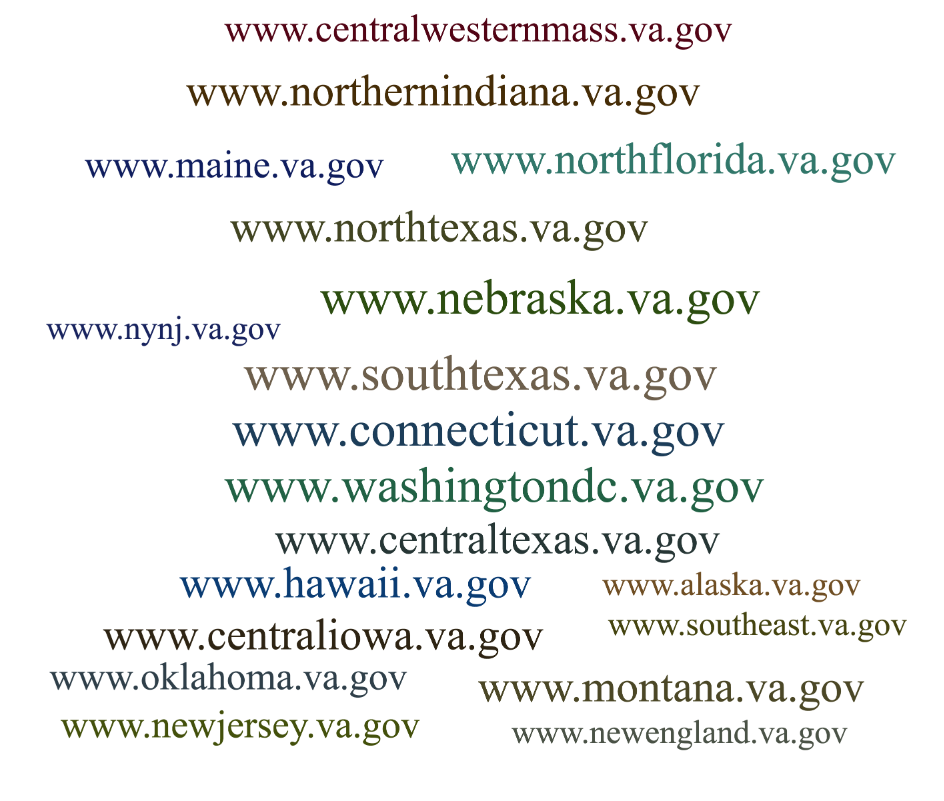 www.centralwesternmass.va.gov
www.northernindiana.va.gov
www.maine.va.gov
www.northflorida.va.gov
www.northtexas.va.gov
www.nebraska.va.gov
www.nynj.va.gov
www.southtexas.va.gov
www.connecticut.va.gov
www.washingtondc.va.gov
www.centraltexas.va.gov
www.hawaii.va.gov
www.alaska.va.gov
www.centraliowa.va.gov
www.southeast.va.gov
www.oklahoma.va.gov
www.montana.va.gov
www.newjersey.va.gov
www.newengland.va.gov